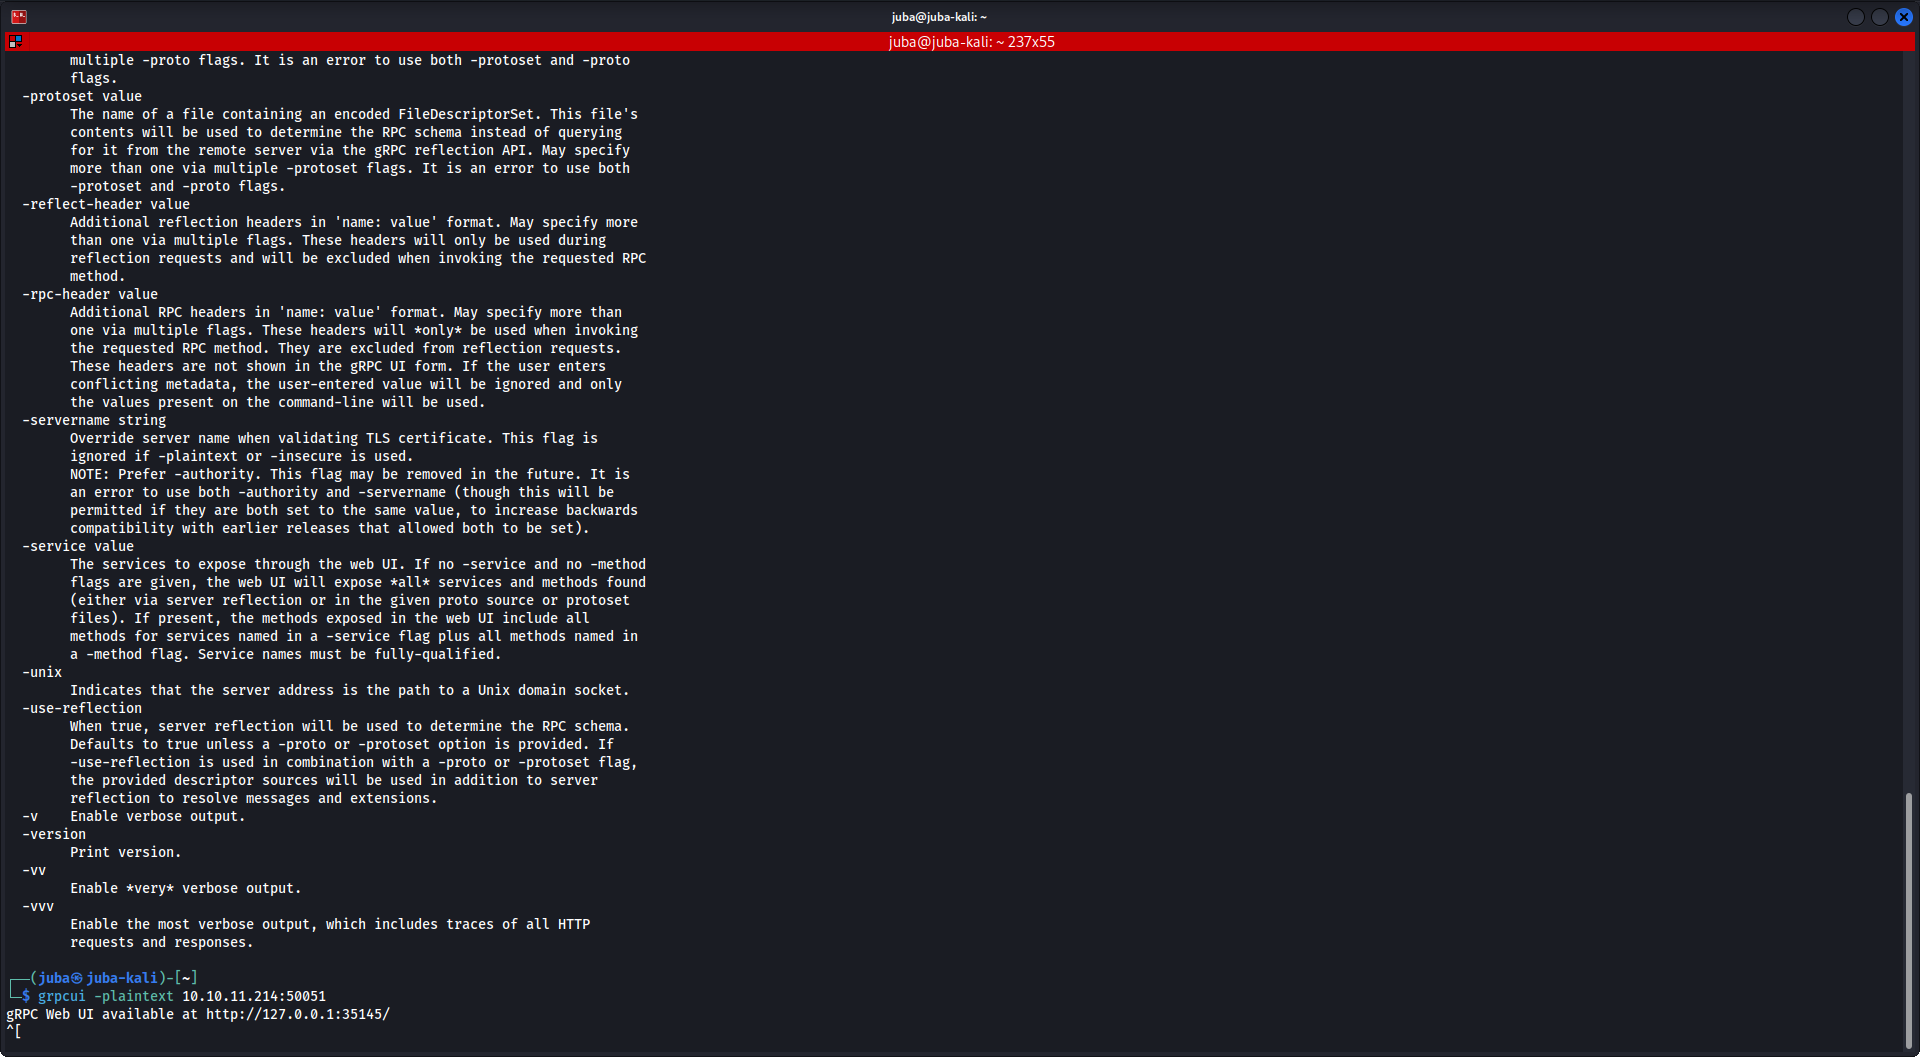 juba@juba-kali: ~
juba@juba-kali: ~ 237x55
multiple -proto flags. It is an error to use both -protoset and -proto
flags.
-protoset value
The name of a file containing an encoded FileDescriptorSet. This file's
contents will be used to determine the RPC schema instead of querying
for it from the remote server via the gRPC reflection API. May specify
more than one via multiple -protoset flags. It is an error to use both
-protoset and -proto flags.
-reflect-header value
Additional reflection headers in 'name: value' format. May specify more
than one via multiple flags. These headers will only be used during
reflection requests and will be excluded when invoking the requested RPC
method.
-rpc-header value
Additional RPC headers in 'name: value' format. May specify more than
one via multiple flags. These headers will *only* be used when invoking
the requested RPC method. They are excluded from reflection requests.
These headers are not shown in the gRPC UI form. If the user enters
conflicting metadata, the user-entered value will be ignored and only
the values present on the command-line will be used.
-servername string
Override server name when validating TLS certificate. This flag is
ignored if -plaintext or -insecure is used.
NOTE: Prefer -authority. This flag may be removed in the future. It is
an error to use both -authority and -servername (though this will be
permitted if they are both set to the same value, to increase backwards
compatibility with earlier releases that allowed both to be set).
-service value
The services to expose through the web UI. If no -service and no -method
flags are given, the web UI will expose *all* services and methods found
(either via server reflection or in the given proto source or protoset
files). If present, the methods exposed in the web UI include all
methods for services named in a -service flag plus all methods named in
a -method flag. Service names must be fully-qualified.
-unix
Indicates that the server address is the path to a Unix domain socket.
-use-reflection
When true, server reflection will be used to determine the RPC schema.
Defaults to true unless a -proto or -protoset option is provided. If
-use-reflection is used in combination with a -proto or -protoset flag,
the provided descriptor sources will be used in addition to server
reflection to resolve messages and extensions.
-v    Enable verbose output.
-version
Print version.
-vv
Enable *very* verbose output.
-vvv
Enable the most verbose output, which includes traces of all HTTP
requests and responses.
┌──(juba㉿juba-kali)-[~]
└─$ grpcui -plaintext 10.10.11.214:50051
gRPC Web UI available at http://127.0.0.1:35145/
^[